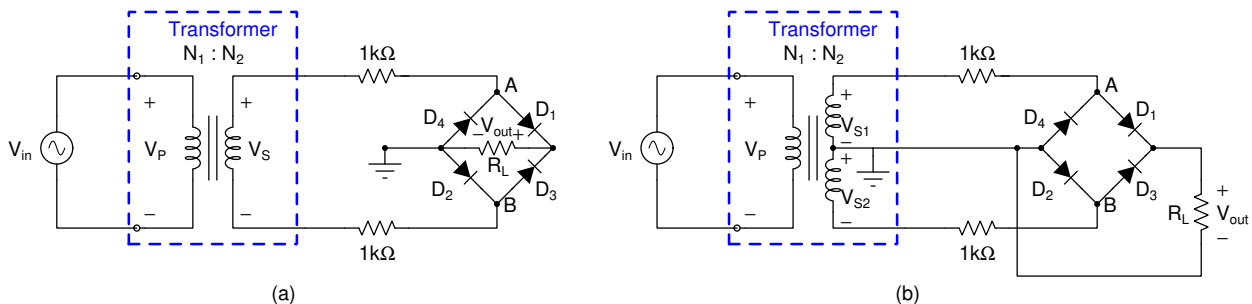 Transformer
N1 : N2
1kΩ
Vin
+
VP
−
+
VS
−
A
D4
D1
− Vout +
RL
D2
D3
B
1kΩ
(a)
Transformer
N1 : N2
1kΩ
Vin
+
VP
−
+
VS1
−
+
VS2
−
A
D4
D1
D2
D3
B
1kΩ
RL
+
Vout
−
(b)